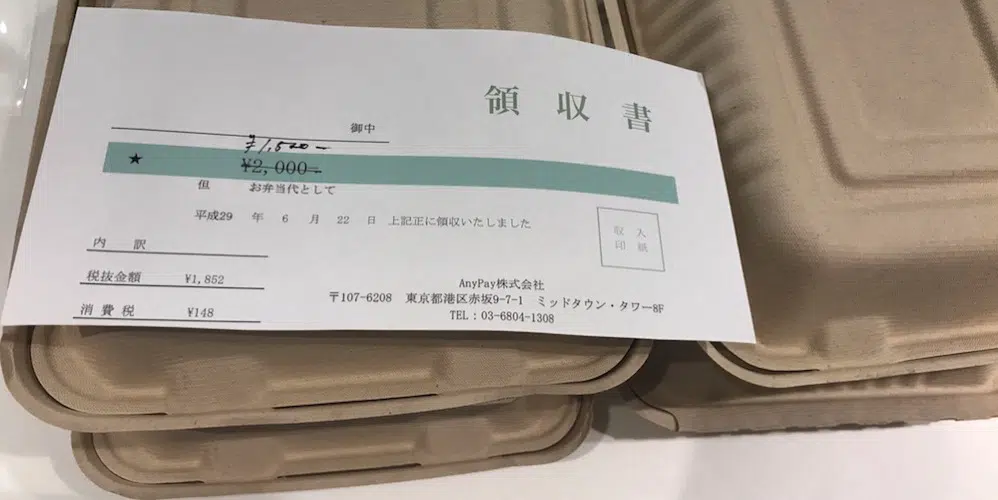 領収書
御中
¥1,520-
★ ¥2,000-
但 お弁当代として
平成29 年 6 月 22 日 上記正に領収いたしました
収入
印紙
内 訳
税抜金額 ¥1,852
消費税 ¥148
AnyPay株式会社
〒107-6208 東京都港区赤坂9-7-1 ミッドタウン・タワー8F
TEL：03-6804-1308